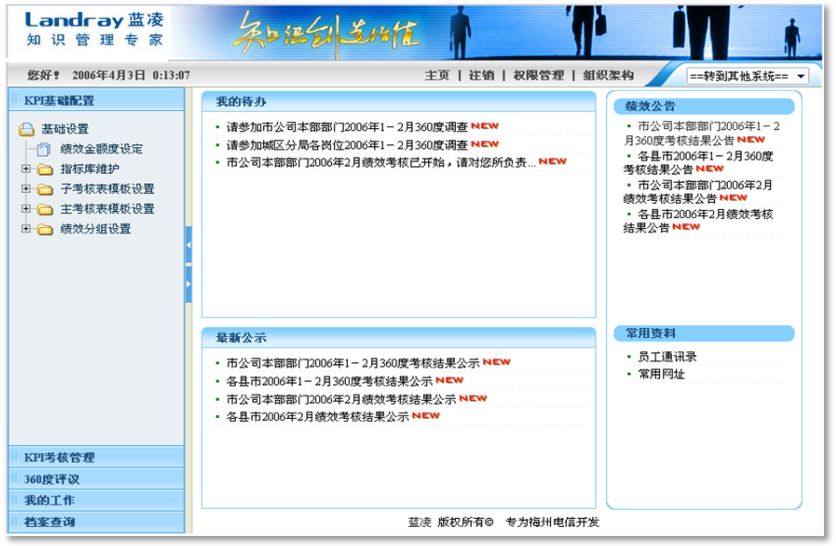 Landray 蓝凌
知识管理专家
知识创造价值
您好! 2006年4月3日 0:13:07
主页 | 注销 | 权限管理 | 组织架构
==转到其他系统==
KPI基础配置
基础设置
绩效金额度设定
指标库维护
子考核表模板设置
主考核表模板设置
绩效分组设置
KPI考核管理
360度评议
我的工作
档案查询
我的待办
请参加市公司本部部门2006年1－2月360度调查 NEW
请参加城区分局各岗位2006年1－2月360度调查 NEW
市公司本部部门2006年2月绩效考核已开始，请对您所负责... NEW
最新公示
市公司本部部门2006年1－2月360度考核结果公示 NEW
各县市2006年1－2月360度考核结果公示 NEW
市公司本部部门2006年2月绩效考核结果公示 NEW
各县市2006年2月绩效考核结果公示 NEW
绩效公告
市公司本部部门2006年1－2
月360度考核结果公告 NEW
各县市2006年1－2月360度
考核结果公告 NEW
市公司本部部门2006年2月
绩效考核结果公告 NEW
各县市2006年2月绩效考核
结果公告 NEW
常用资料
员工通讯录
常用网址
蓝凌 版权所有© 专为梅州电信开发